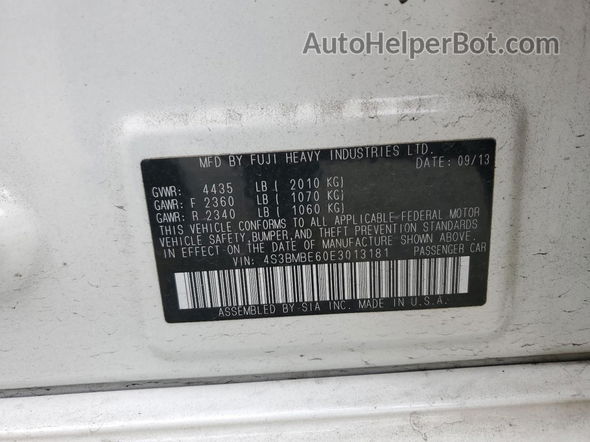 AutoHelperBot.com
MFD BY FUJI HEAVY INDUSTRIES LTD.
DATE: 09/13
GVWR: 4435 LB ( 2010 KG)
GAWR: F 2360 LB ( 1070 KG)
GAWR: R 2340 LB ( 1060 KG)
THIS VEHICLE CONFORMS TO ALL APPLICABLE FEDERAL MOTOR
VEHICLE SAFETY, BUMPER, AND THEFT PREVENTION STANDARDS
IN EFFECT ON THE DATE OF MANUFACTURE SHOWN ABOVE.
VIN: 4S3BMBE60E3013181 PASSENGER CAR
ASSEMBLED BY SIA INC. MADE IN U.S.A.